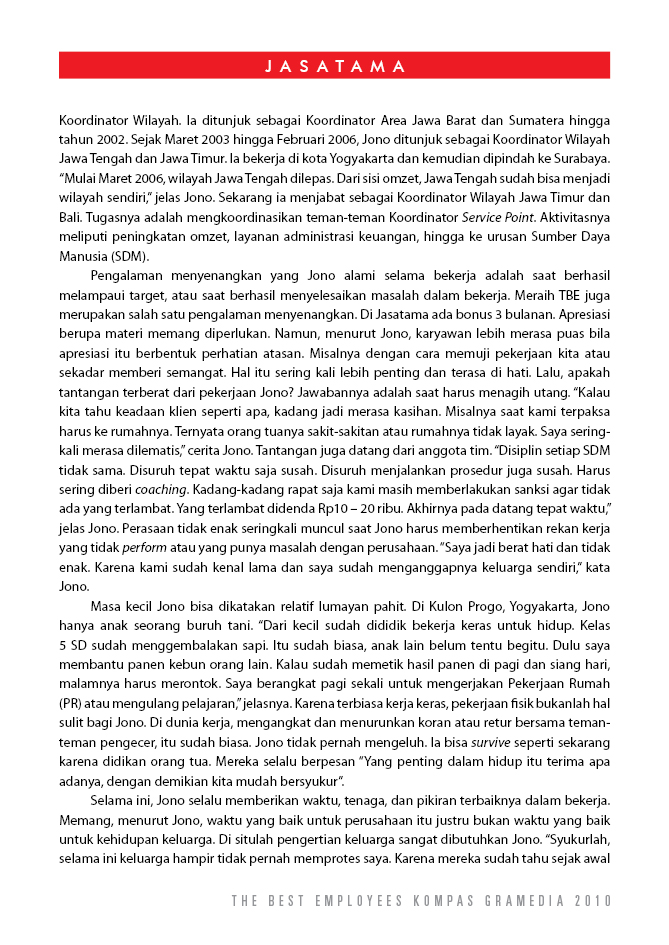 JASATAMA
Koordinator Wilayah. Ia ditunjuk sebagai Koordinator Area Jawa Barat dan Sumatera hingga
tahun 2002. Sejak Maret 2003 hingga Februari 2006, Jono ditunjuk sebagai Koordinator Wilayah
Jawa Tengah dan Jawa Timur. Ia bekerja di kota Yogyakarta dan kemudian dipindah ke Surabaya.
“Mulai Maret 2006, wilayah Jawa Tengah dilepas. Dari sisi omzet, Jawa Tengah sudah bisa menjadi
wilayah sendiri,” jelas Jono. Sekarang ia menjabat sebagai Koordinator Wilayah Jawa Timur dan
Bali. Tugasnya adalah mengkoordinasikan teman-teman Koordinator Service Point. Aktivitasnya
meliputi peningkatan omzet, layanan administrasi keuangan, hingga ke urusan Sumber Daya
Manusia (SDM).
Pengalaman menyenangkan yang Jono alami selama bekerja adalah saat berhasil
melampaui target, atau saat berhasil menyelesaikan masalah dalam bekerja. Meraih TBE juga
merupakan salah satu pengalaman menyenangkan. Di Jasatama ada bonus 3 bulanan. Apresiasi
berupa materi memang diperlukan. Namun, menurut Jono, karyawan lebih merasa puas bila
apresiasi itu berbentuk perhatian atasan. Misalnya dengan cara memuji pekerjaan kita atau
sekadar memberi semangat. Hal itu sering kali lebih penting dan terasa di hati. Lalu, apakah
tantangan terberat dari pekerjaan Jono? Jawabannya adalah saat harus menagih utang. “Kalau
kita tahu keadaan klien seperti apa, kadang jadi merasa kasihan. Misalnya saat kami terpaksa
harus ke rumahnya. Ternyata orang tuanya sakit-sakitan atau rumahnya tidak layak. Saya sering-
kali merasa dilematis,” cerita Jono. Tantangan juga datang dari anggota tim. “Disiplin setiap SDM
tidak sama. Disuruh tepat waktu saja susah. Disuruh menjalankan prosedur juga susah. Harus
sering diberi coaching. Kadang-kadang rapat saja kami masih memberlakukan sanksi agar tidak
ada yang terlambat. Yang terlambat didenda Rp10 – 20 ribu. Akhirnya pada datang tepat waktu,”
jelas Jono. Perasaan tidak enak seringkali muncul saat Jono harus memberhentikan rekan kerja
yang tidak perform atau yang punya masalah dengan perusahaan. “Saya jadi berat hati dan tidak
enak. Karena kami sudah kenal lama dan saya sudah menganggapnya keluarga sendiri,” kata
Jono.
Masa kecil Jono bisa dikatakan relatif lumayan pahit. Di Kulon Progo, Yogyakarta, Jono
hanya anak seorang buruh tani. “Dari kecil sudah dididik bekerja keras untuk hidup. Kelas
5 SD sudah menggembalakan sapi. Itu sudah biasa, anak lain belum tentu begitu. Dulu saya
membantu panen kebun orang lain. Kalau sudah memetik hasil panen di pagi dan siang hari,
malamnya harus merontok. Saya berangkat pagi sekali untuk mengerjakan Pekerjaan Rumah
(PR) atau mengulang pelajaran,” jelasnya. Karena terbiasa kerja keras, pekerjaan fisik bukanlah hal
sulit bagi Jono. Di dunia kerja, mengangkat dan menurunkan koran atau retur bersama teman-
teman pengecer, itu sudah biasa. Jono tidak pernah mengeluh. Ia bisa survive seperti sekarang
karena didikan orang tua. Mereka selalu berpesan “Yang penting dalam hidup itu terima apa
adanya, dengan demikian kita mudah bersyukur”.
Selama ini, Jono selalu memberikan waktu, tenaga, dan pikiran terbaiknya dalam bekerja.
Memang, menurut Jono, waktu yang baik untuk perusahaan itu justru bukan waktu yang baik
untuk kehidupan keluarga. Di situlah pengertian keluarga sangat dibutuhkan Jono. “Syukurlah,
selama ini keluarga hampir tidak pernah memprotes saya. Karena mereka sudah tahu sejak awal
THE BEST EMPLOYEES KOMPAS GRAMEDIA 2010